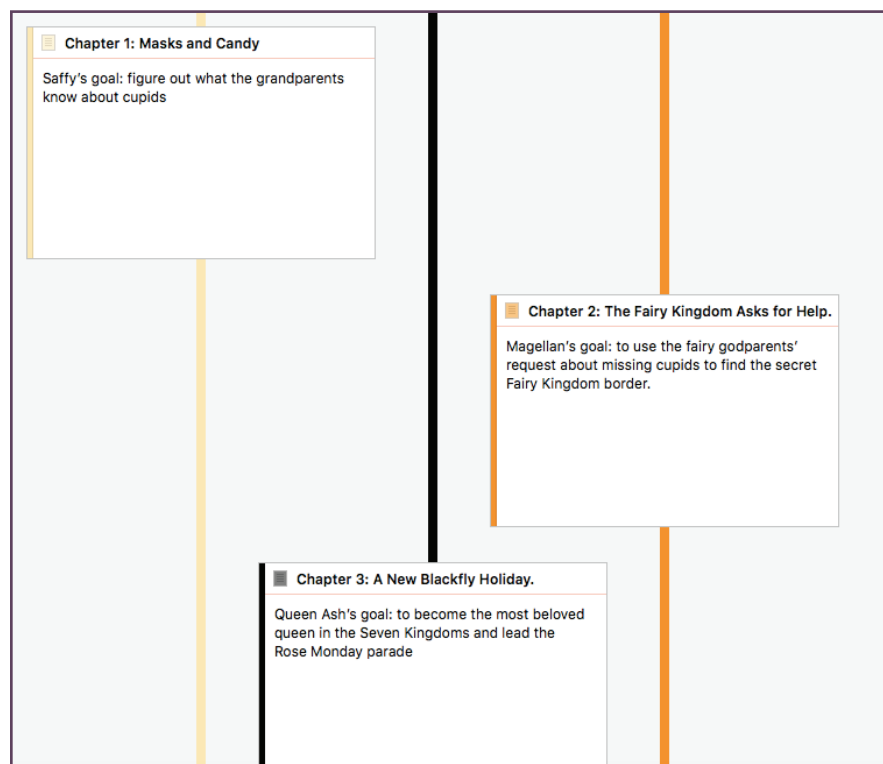 Chapter 1: Masks and Candy
Saffy’s goal: figure out what the grandparents
know about cupids
Chapter 2: The Fairy Kingdom Asks for Help.
Magellan’s goal: to use the fairy godparents’
request about missing cupids to find the secret
Fairy Kingdom border.
Chapter 3: A New Blackfly Holiday.
Queen Ash’s goal: to become the most beloved
queen in the Seven Kingdoms and lead the
Rose Monday parade